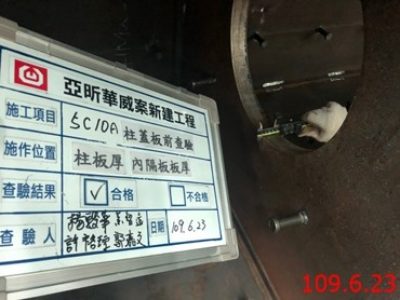 亞昕華威案新建工程
施工項目 5C10A 柱蓋板前查驗
施作位置 柱板厚 內隔板板厚
查驗結果 ✓合格 不合格
查驗人 日期 109.6.23
109.6.23